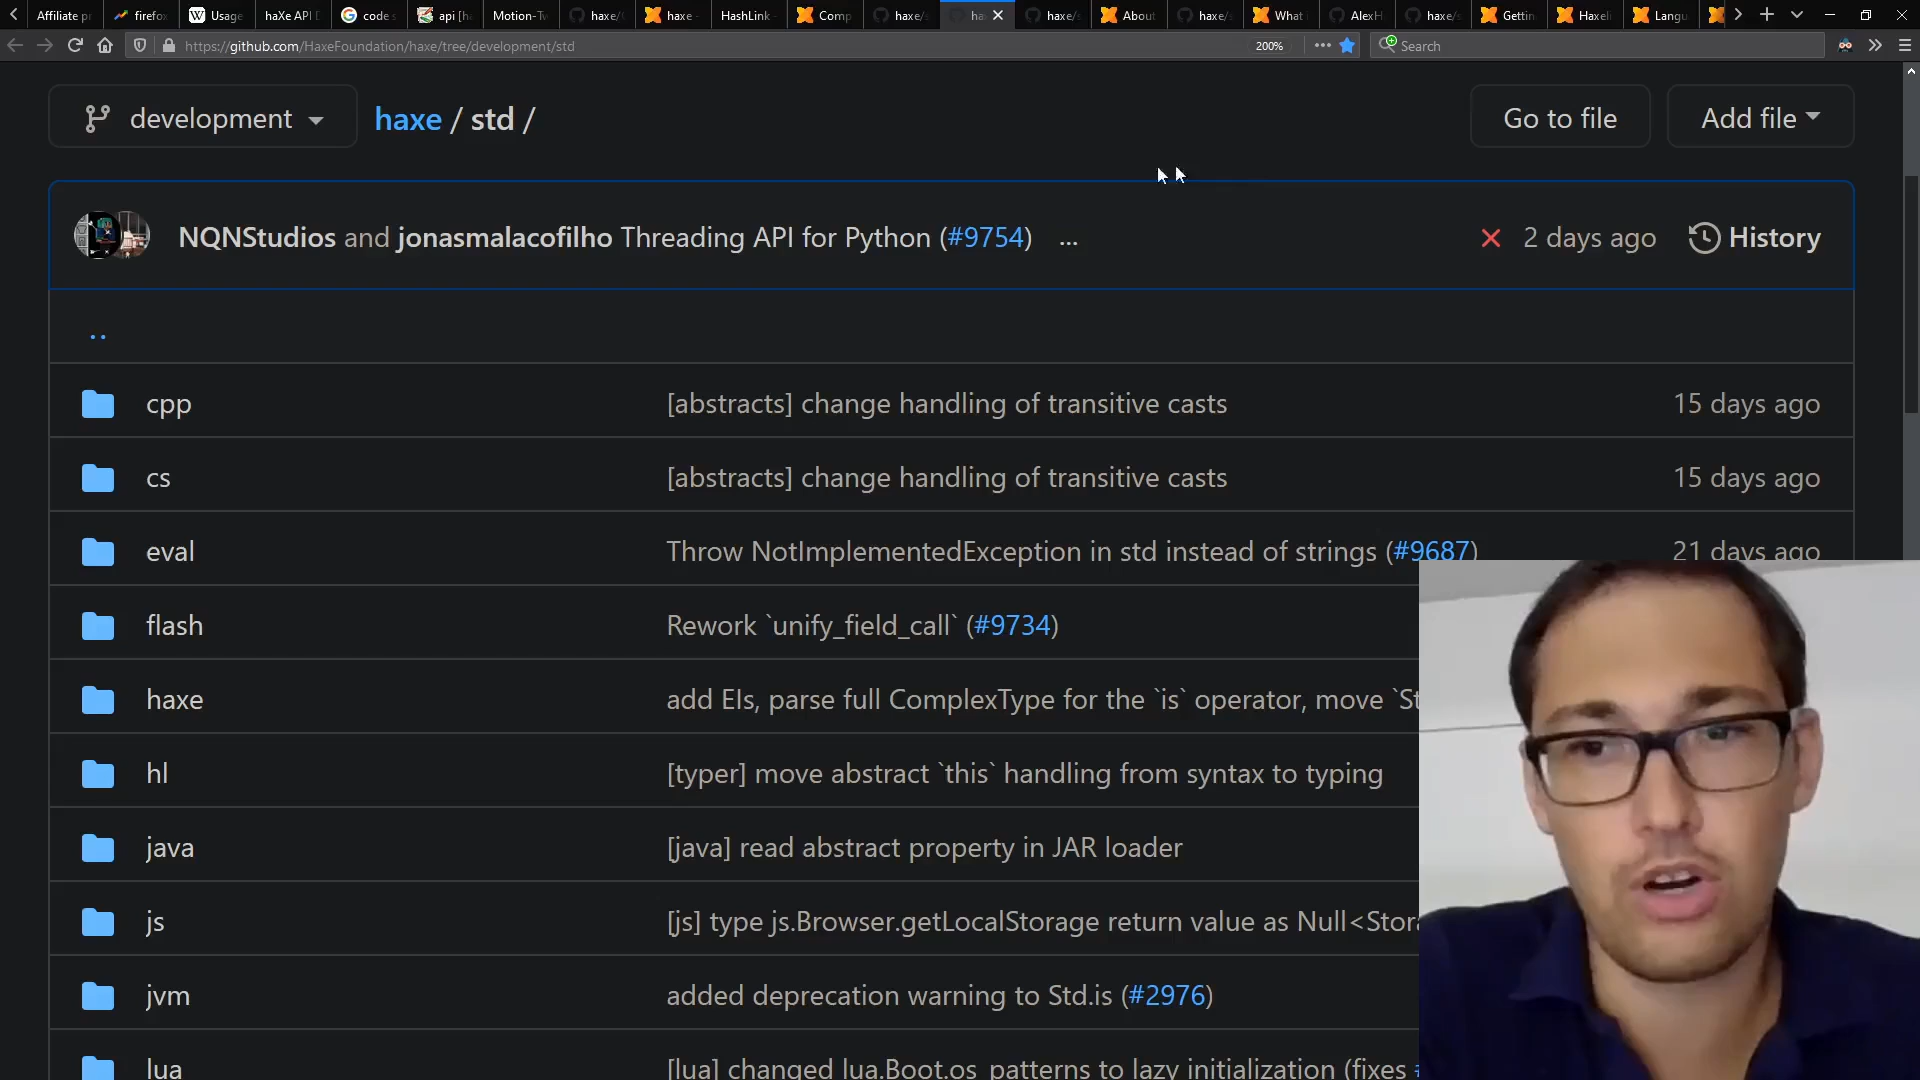 Affiliate p
firefo
Usage
haXe API D
code s
api [h
Motion-Tw
haxe/
haxe
HashLink
Comp
haxe/s
ha
haxe/s
About
haxe/s
What
AlexH
haxe/s
Gettin
Haxeli
Langu
https://github.com/HaxeFoundation/haxe/tree/development/std
200%
Search
development
haxe / std /
Go to file
Add file
NQNStudios and jonasmalacofilho Threading API for Python (#9754) ...
2 days ago
History
..
cpp [abstracts] change handling of transitive casts 15 days ago
cs [abstracts] change handling of transitive casts 15 days ago
eval Throw NotImplementedException in std instead of strings (#9687) 21 days ago
flash Rework `unify_field_call` (#9734)
haxe add EIs, parse full ComplexType for the `is` operator, move `St
hl [typer] move abstract `this` handling from syntax to typing
java [java] read abstract property in JAR loader
js [js] type js.Browser.getLocalStorage return value as Null<Stora
jvm added deprecation warning to Std.is (#2976)
lua [lua] changed lua.Boot.os patterns to lazy initialization (fixes